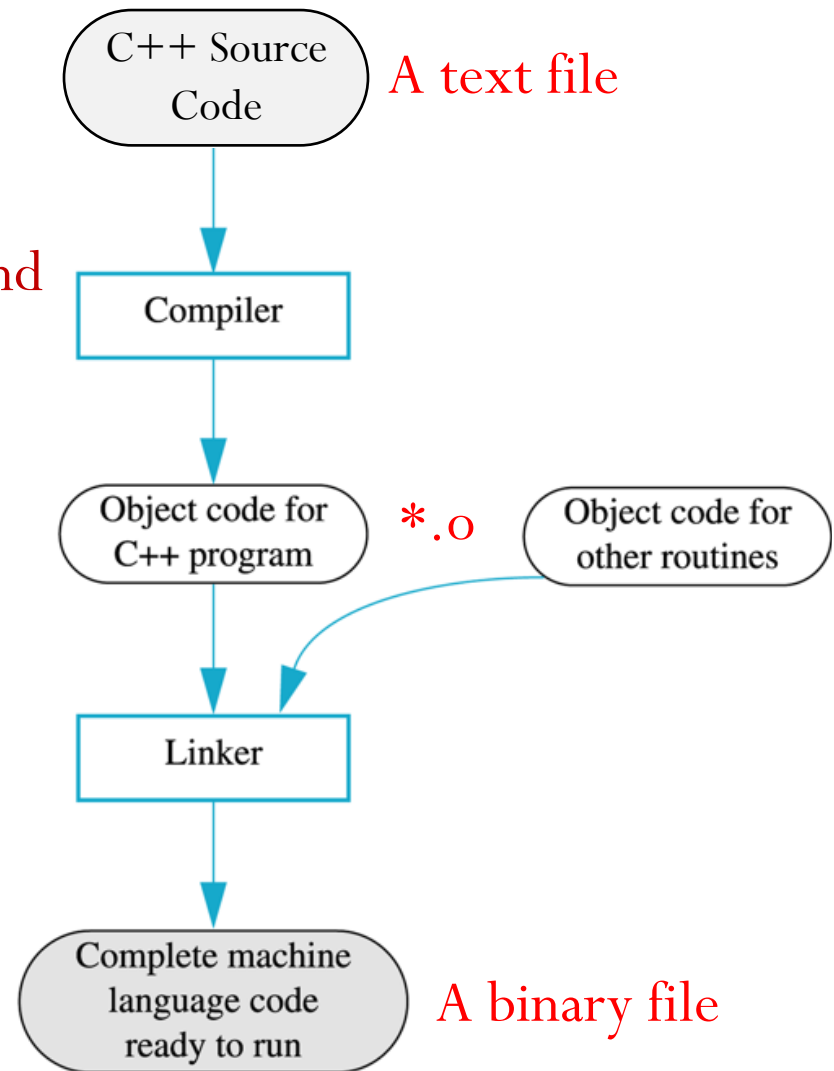 C++ Source
Code
A text file
nd
Compiler
Object code for
C++ program
*.o
Object code for
other routines
Linker
Complete machine
language code
ready to run
A binary file